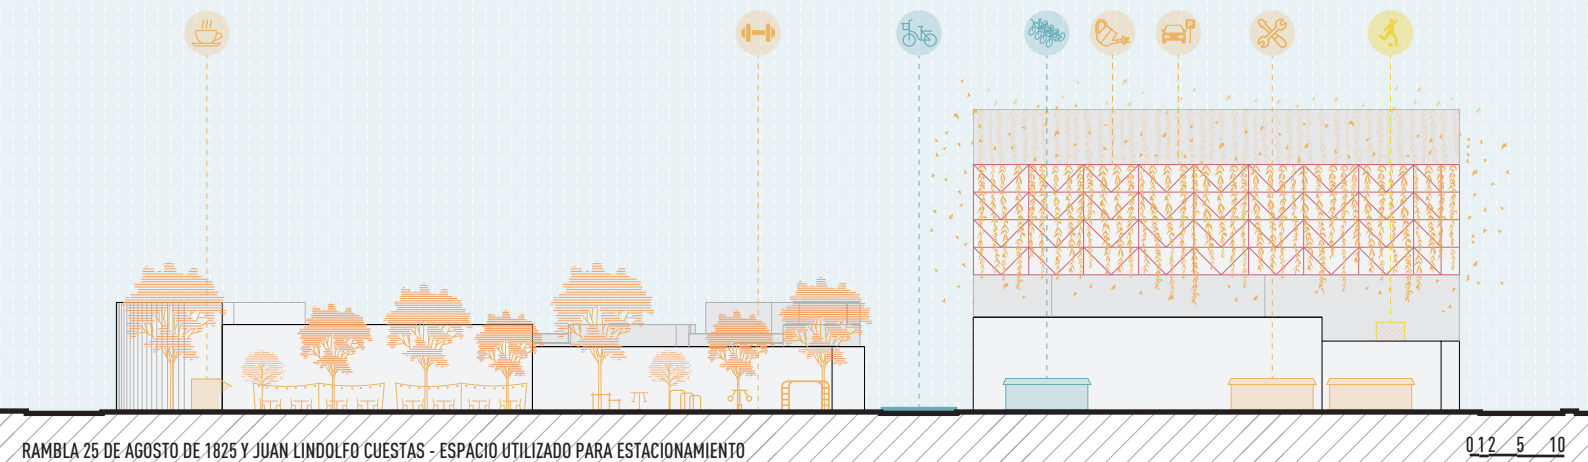 P
RAMBLA 25 DE AGOSTO DE 1825 Y JUAN LINDOLFO CUESTAS - ESPACIO UTILIZADO PARA ESTACIONAMIENTO
0 1 2 5 10